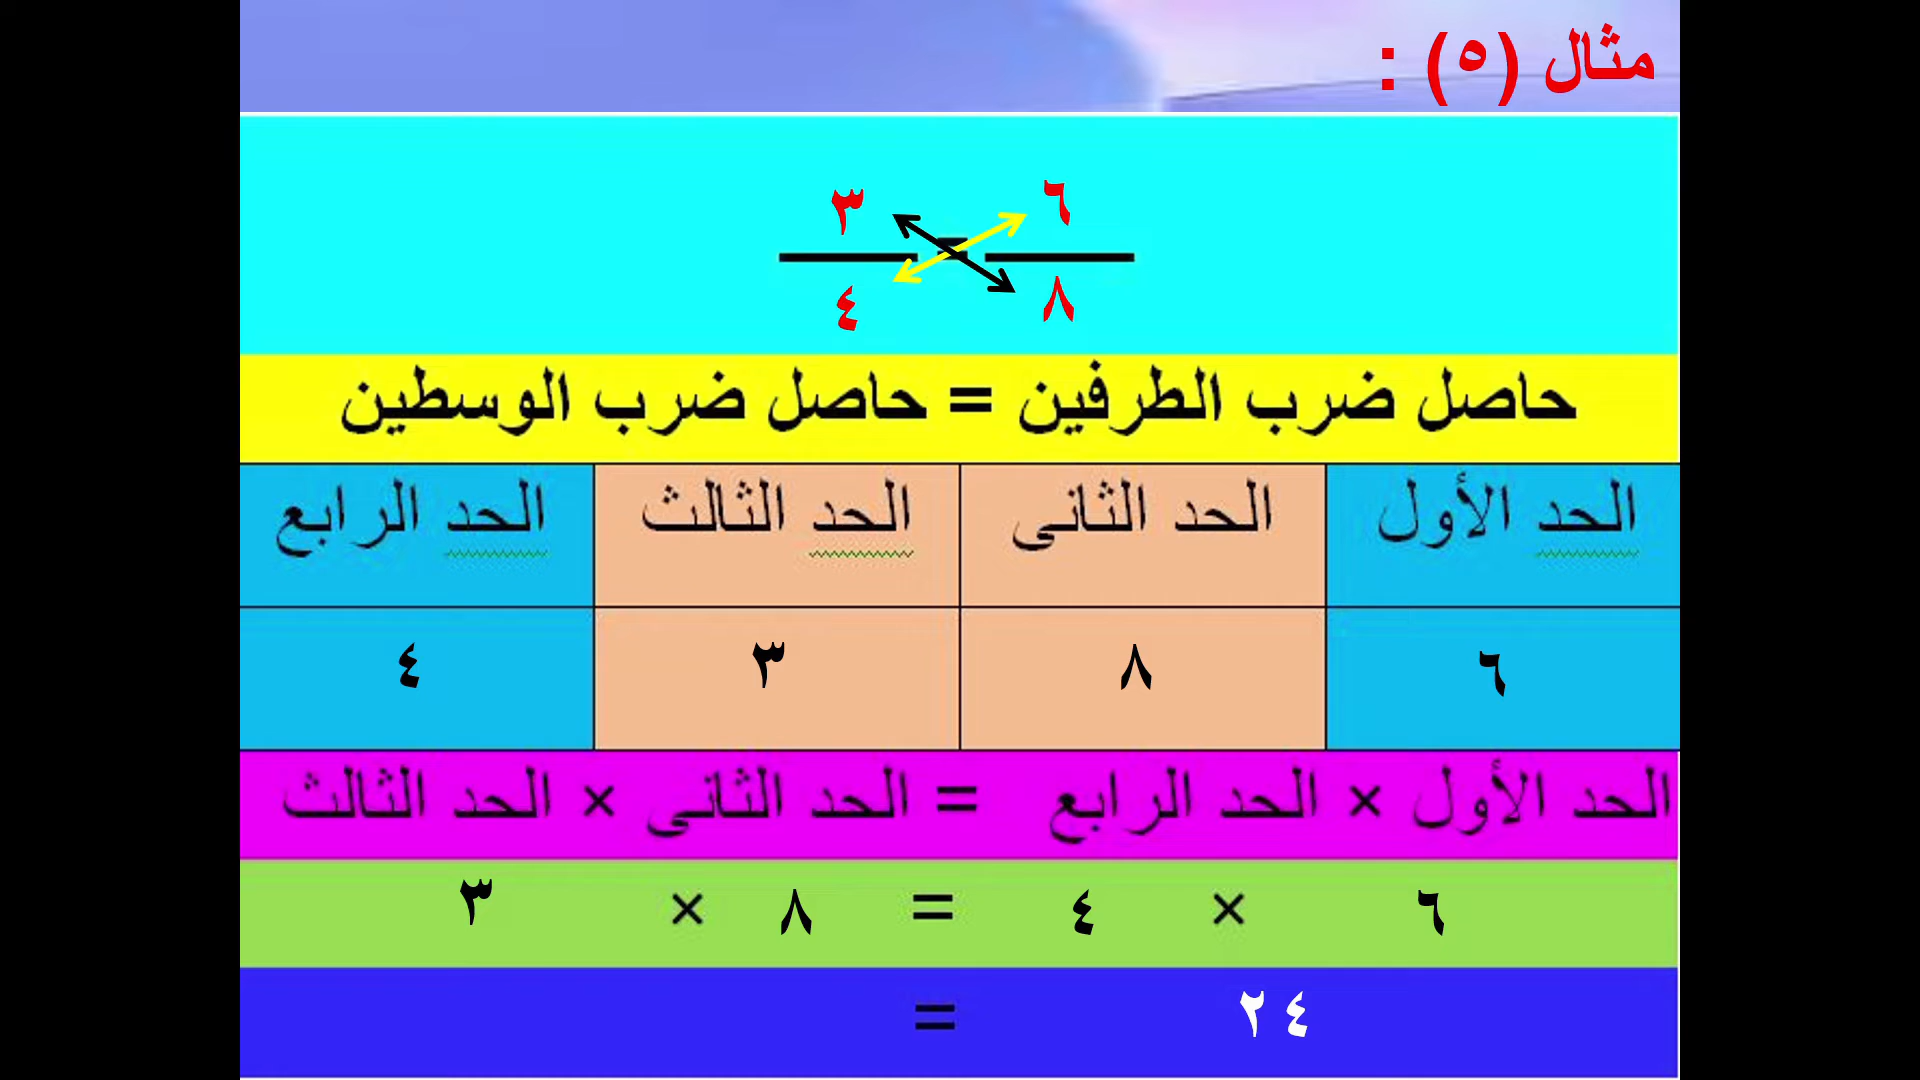 مثال (٥) :
٦ = ٣
٨ ٤
حاصل ضرب الطرفين = حاصل ضرب الوسطين
الحد الأول الحد الثانى الحد الثالث الحد الرابع
٦ ٨ ٣ ٤
الحد الأول × الحد الرابع = الحد الثانى × الحد الثالث
٦ × ٤ = ٨ × ٣
٢٤ =